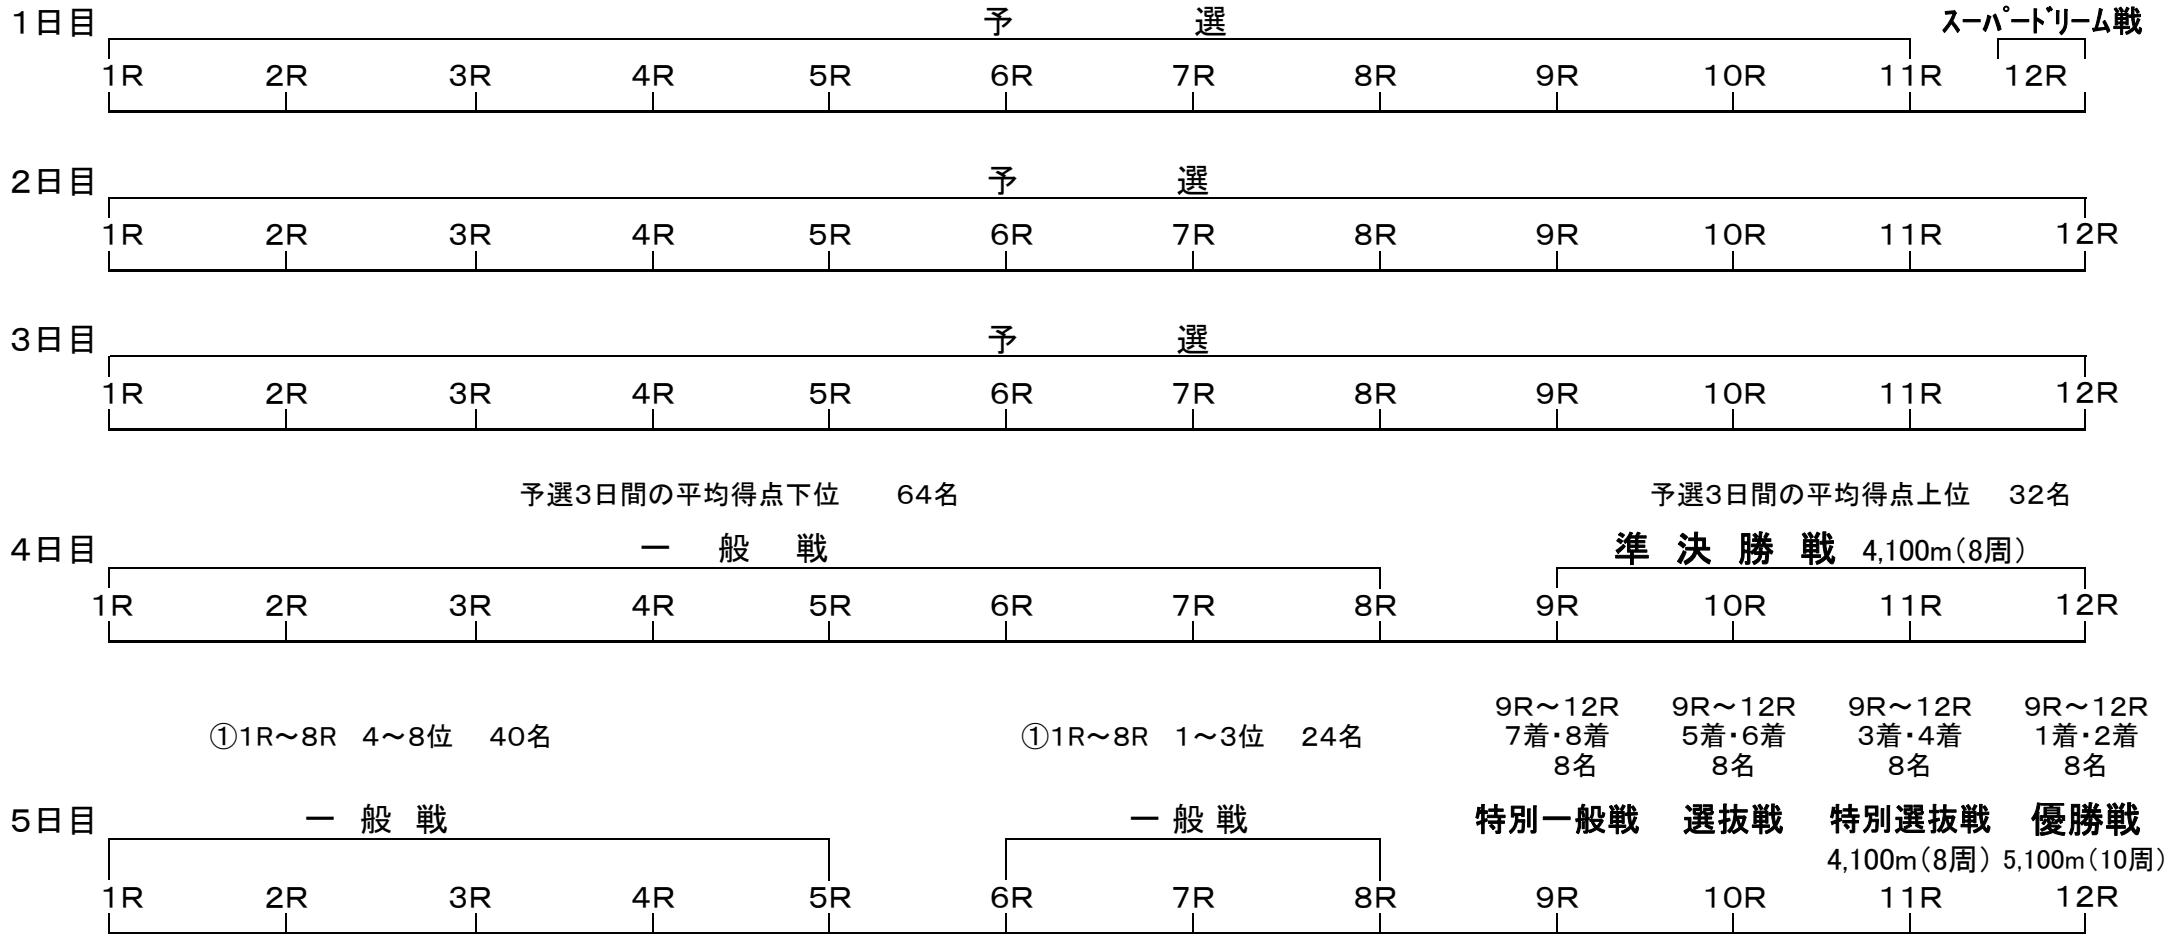 1日目 予 選 スーパードリーム戦
1R 2R 3R 4R 5R 6R 7R 8R 9R 10R 11R 12R
2日目 予 選
1R 2R 3R 4R 5R 6R 7R 8R 9R 10R 11R 12R
3日目 予 選
1R 2R 3R 4R 5R 6R 7R 8R 9R 10R 11R 12R
予選3日間の平均得点下位 64名 予選3日間の平均得点上位 32名
4日目 一 般 戦 準 決 勝 戦 4,100m(8周)
1R 2R 3R 4R 5R 6R 7R 8R 9R 10R 11R 12R
9R~12R 9R~12R 9R~12R 9R~12R
①1R~8R 4~8位 40名 ①1R~8R 1~3位 24名 7着・8着 5着・6着 3着・4着 1着・2着
8名 8名 8名 8名
5日目 一 般 戦 一 般 戦 特別一般戦 選抜戦 特別選抜戦 優勝戦
4,100m(8周) 5,100m(10周)
1R 2R 3R 4R 5R 6R 7R 8R 9R 10R 11R 12R